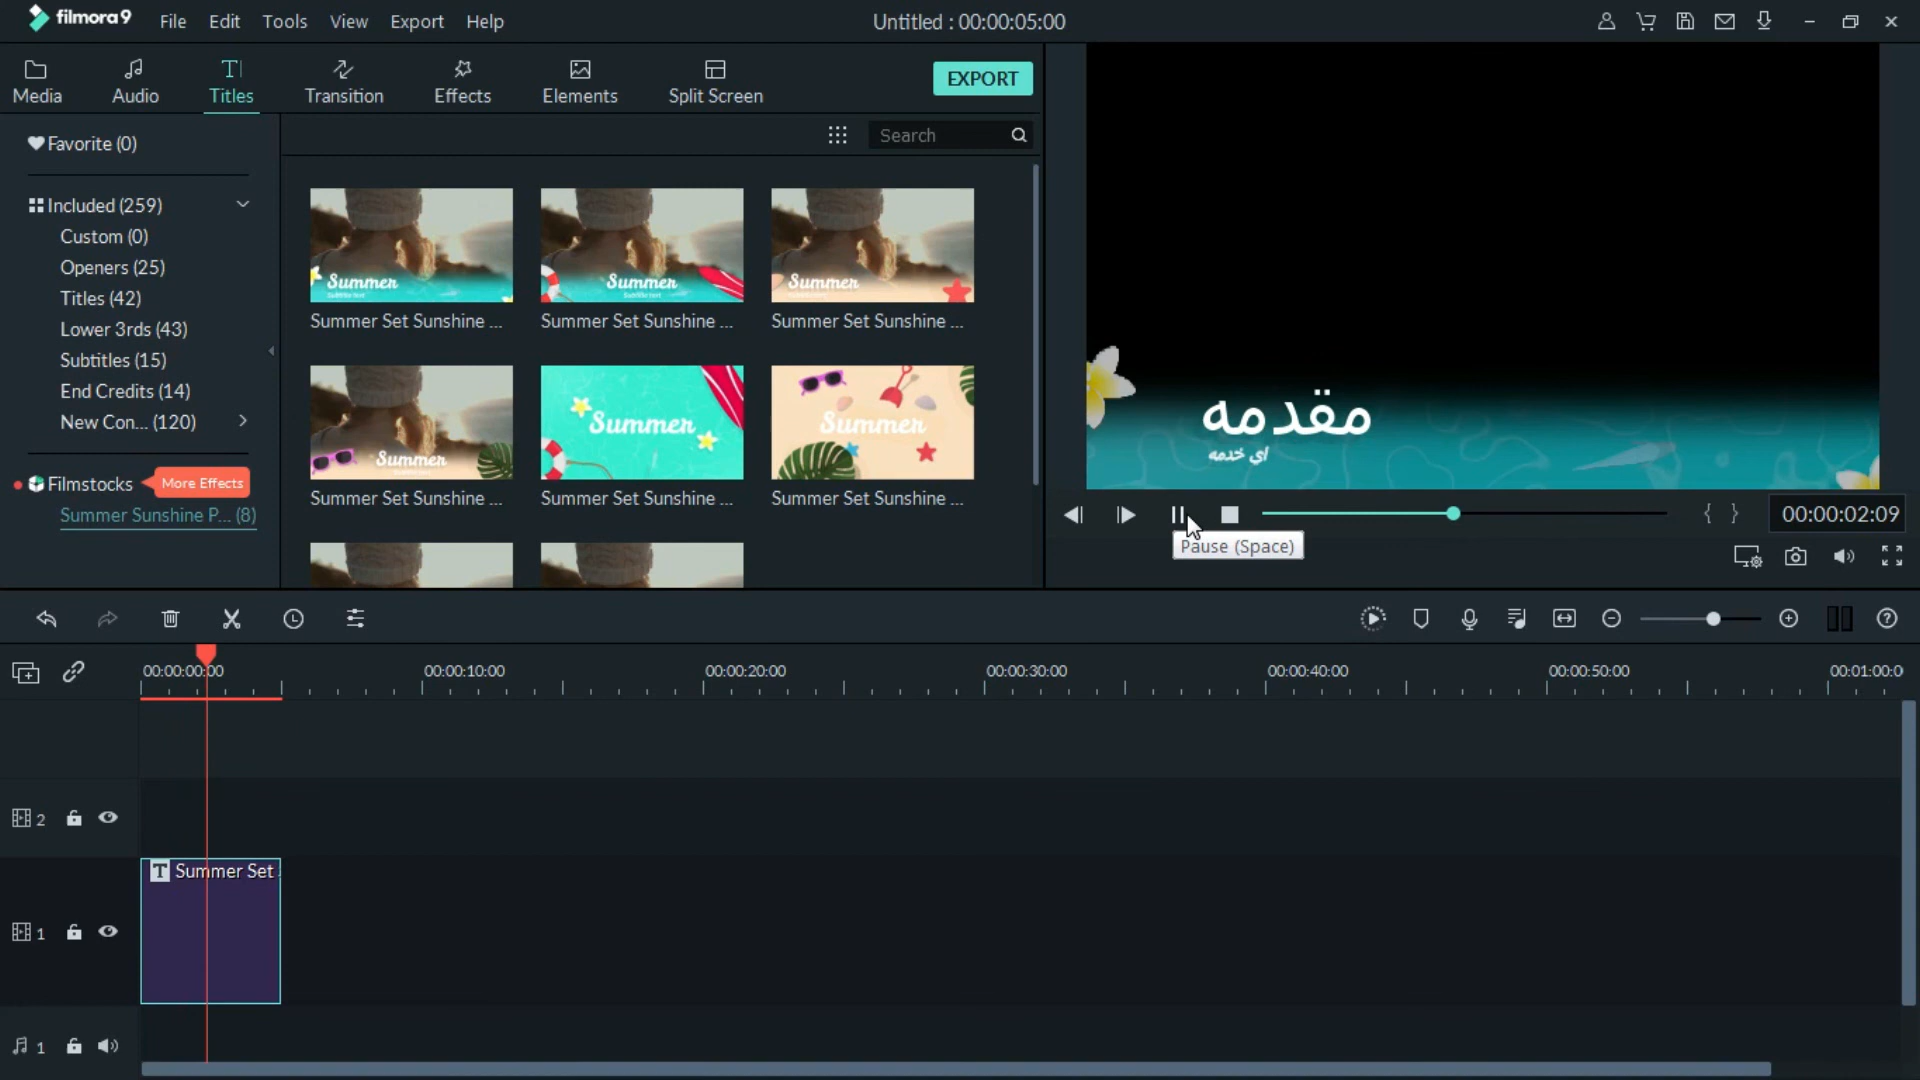 filmora9
File Edit Tools View Export Help
Untitled : 00:00:05:00
Media Audio Titles Transition Effects Elements Split Screen
EXPORT
Favorite (0)
Search
Included (259)
Custom (0)
Openers (25)
Titles (42)
Lower 3rds (43)
Subtitles (15)
End Credits (14)
New Con... (120)
Filmstocks More Effects
Summer Sunshine P... (8)
Summer
Subtitle text
Summer Set Sunshine ...
Summer
Subtitle text
Summer Set Sunshine ...
Summer
Summer Set Sunshine ...
Summer
Summer Set Sunshine ...
Summer
Summer Set Sunshine ...
Summer
Summer Set Sunshine ...
مقدمه
اي خدمه
00:00:02:09
Pause (Space)
00:00:00:00 00:00:10:00 00:00:20:00 00:00:30:00 00:00:40:00 00:00:50:00 00:01:00:0
2
T Summer Set
1
1